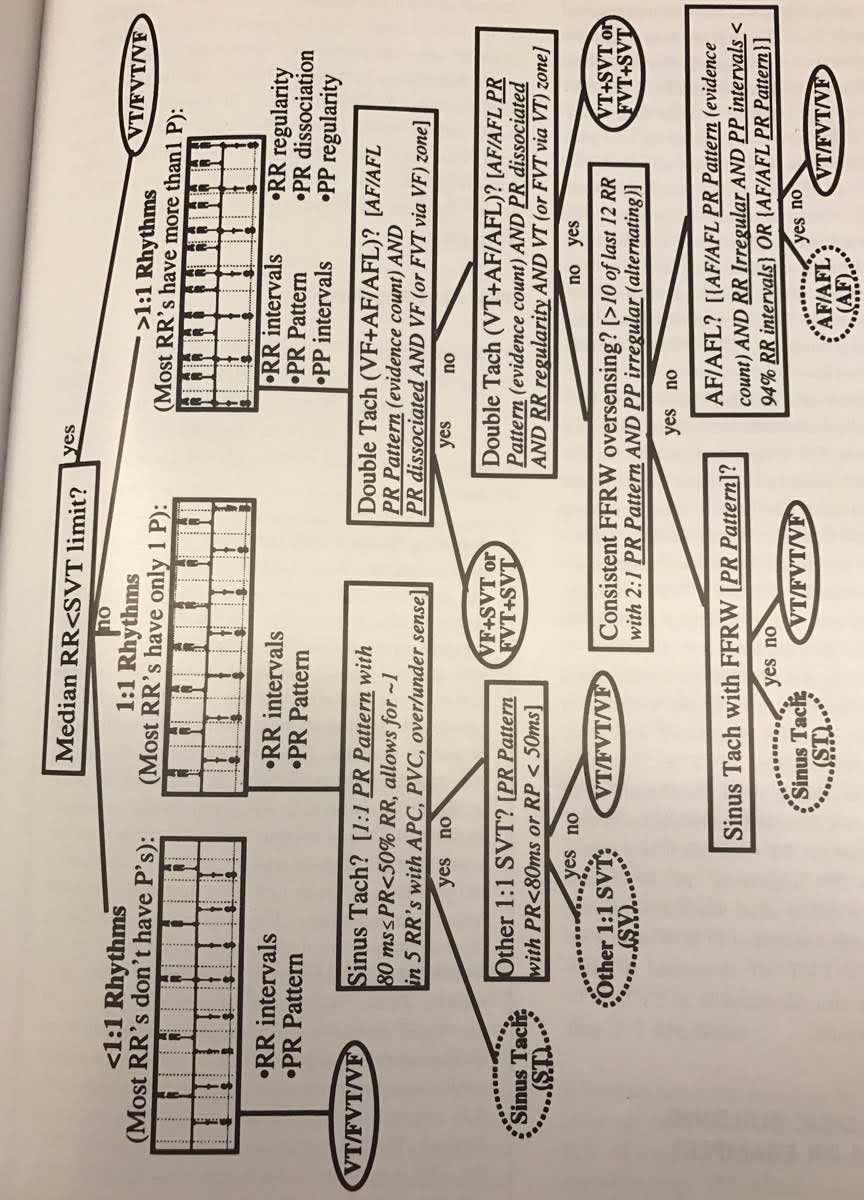 Median RR<SVT limit?
yes
VT/FVT/VF
no
<1:1 Rhythms
(Most RR's don't have P's):
•RR intervals
•PR Pattern
VT/FVT/VF
1:1 Rhythms
(Most RR's have only 1 P):
•RR intervals
•PR Pattern
Sinus Tach? [1:1 PR Pattern with
80 ms≤PR<50% RR, allows for ~1
in 5 RR's with APC, PVC, over/under sense]
yes no
Sinus Tach
(ST)
Other 1:1 SVT? [PR Pattern
with PR<80ms or RP < 50ms]
yes no
Other 1:1 SVT
(SV)
VT/FVT/VF
>1:1 Rhythms
(Most RR's have more than1 P):
•RR intervals
•PR Pattern
•PP intervals
•RR regularity
•PR dissociation
•PP regularity
Double Tach (VF+AF/AFL)? [AF/AFL
PR Pattern (evidence count) AND
PR dissociated AND VF (or FVT via VF) zone]
yes no
VF+SVT or
FVT+SVT
Double Tach (VT+AF/AFL)? [AF/AFL PR
Pattern (evidence count) AND PR dissociated
AND RR regularity AND VT (or FVT via VT) zone]
no yes
VT+SVT or
FVT+SVT
Consistent FFRW oversensing? [>10 of last 12 RR
with 2:1 PR Pattern AND PP irregular (alternating)]
yes no
Sinus Tach with FFRW [PR Pattern]?
yes no
Sinus Tach
(ST)
VT/FVT/VF
AF/AFL? [{AF/AFL PR Pattern (evidence
count) AND RR Irregular AND PP intervals <
94% RR intervals} OR {AF/AFL PR Pattern}]
yes no
AF/AFL
(AF)
VT/FVT/VF